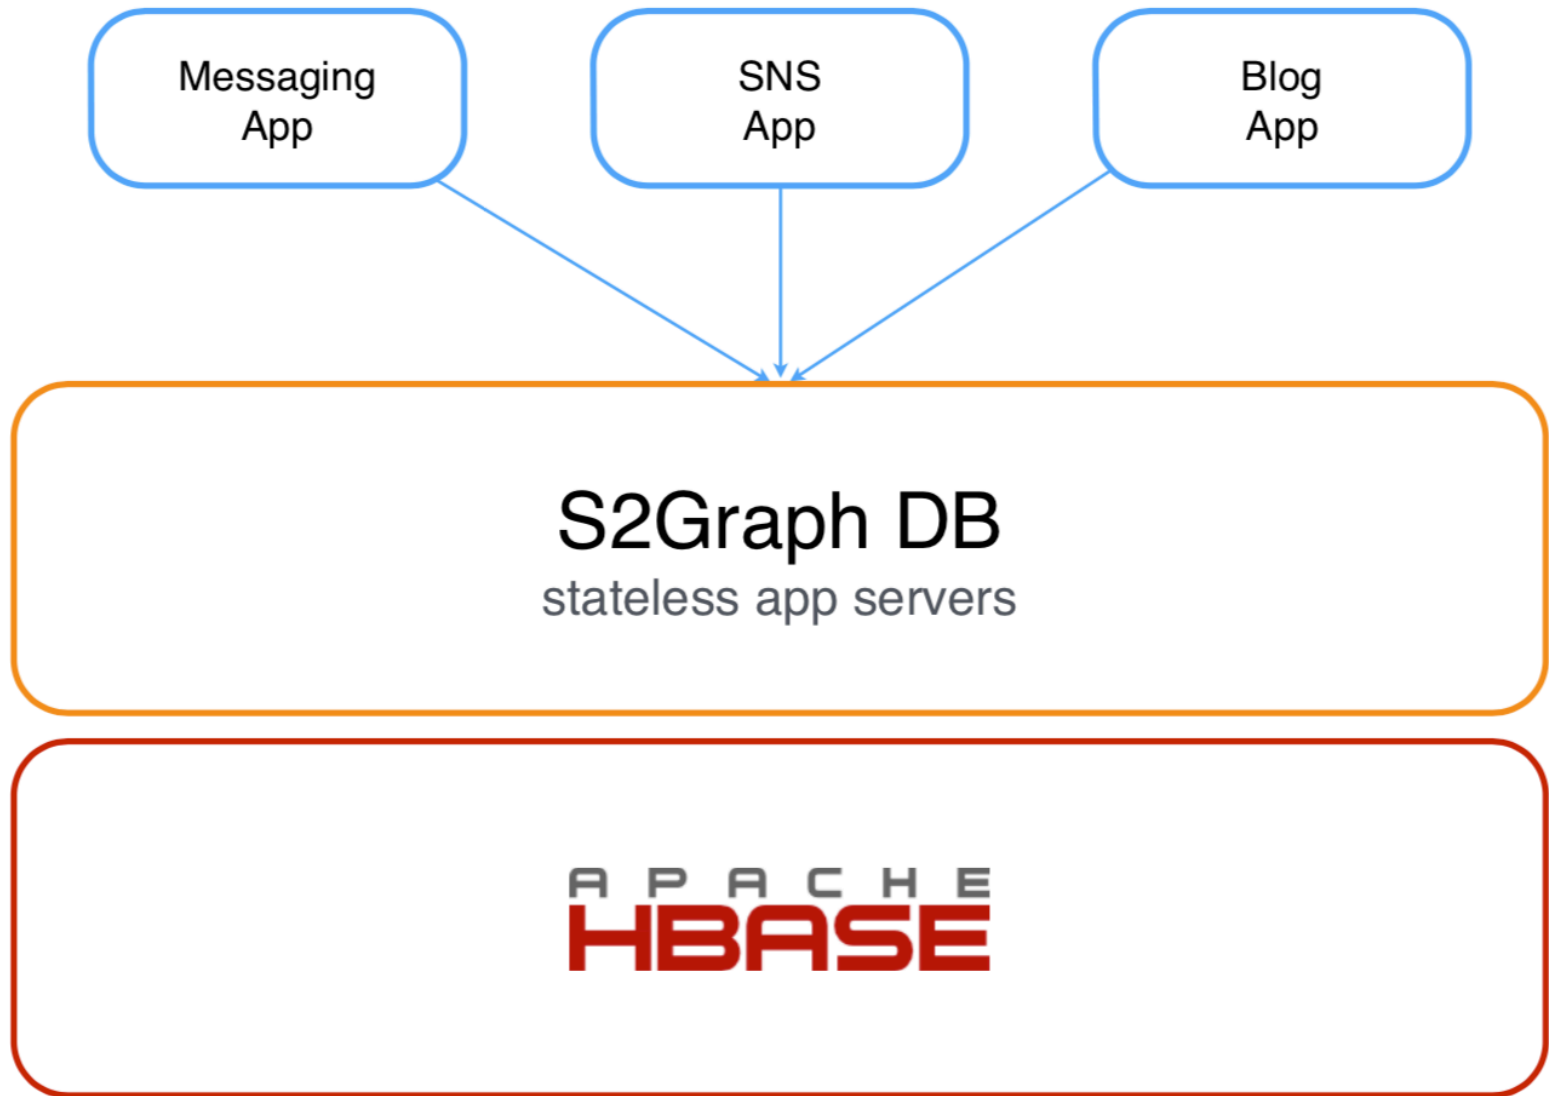 Messaging
App
SNS
App
Blog
App
S2Graph DB
stateless app servers
APACHE
HBASE